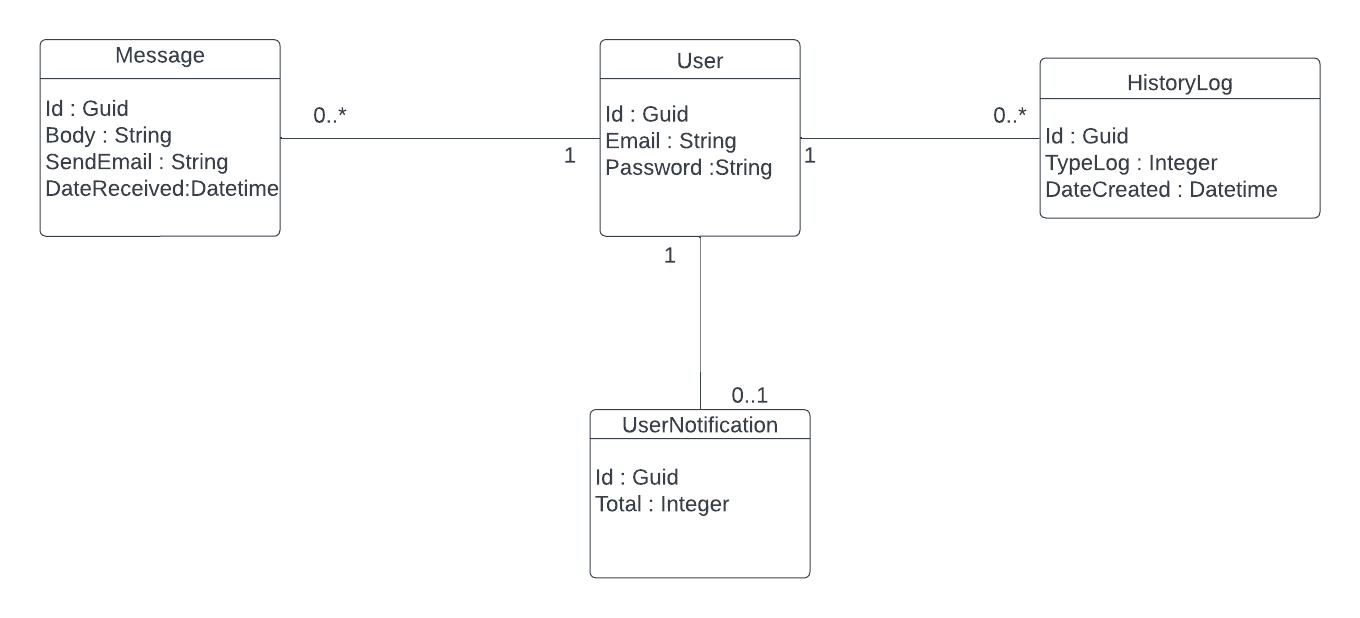 Message
Id : Guid
Body : String
SendEmail : String
DateReceived:Datetime
0..*
1
User
Id : Guid
Email : String
Password :String
1
0..*
HistoryLog
Id : Guid
TypeLog : Integer
DateCreated : Datetime
1
0..1
UserNotification
Id : Guid
Total : Integer